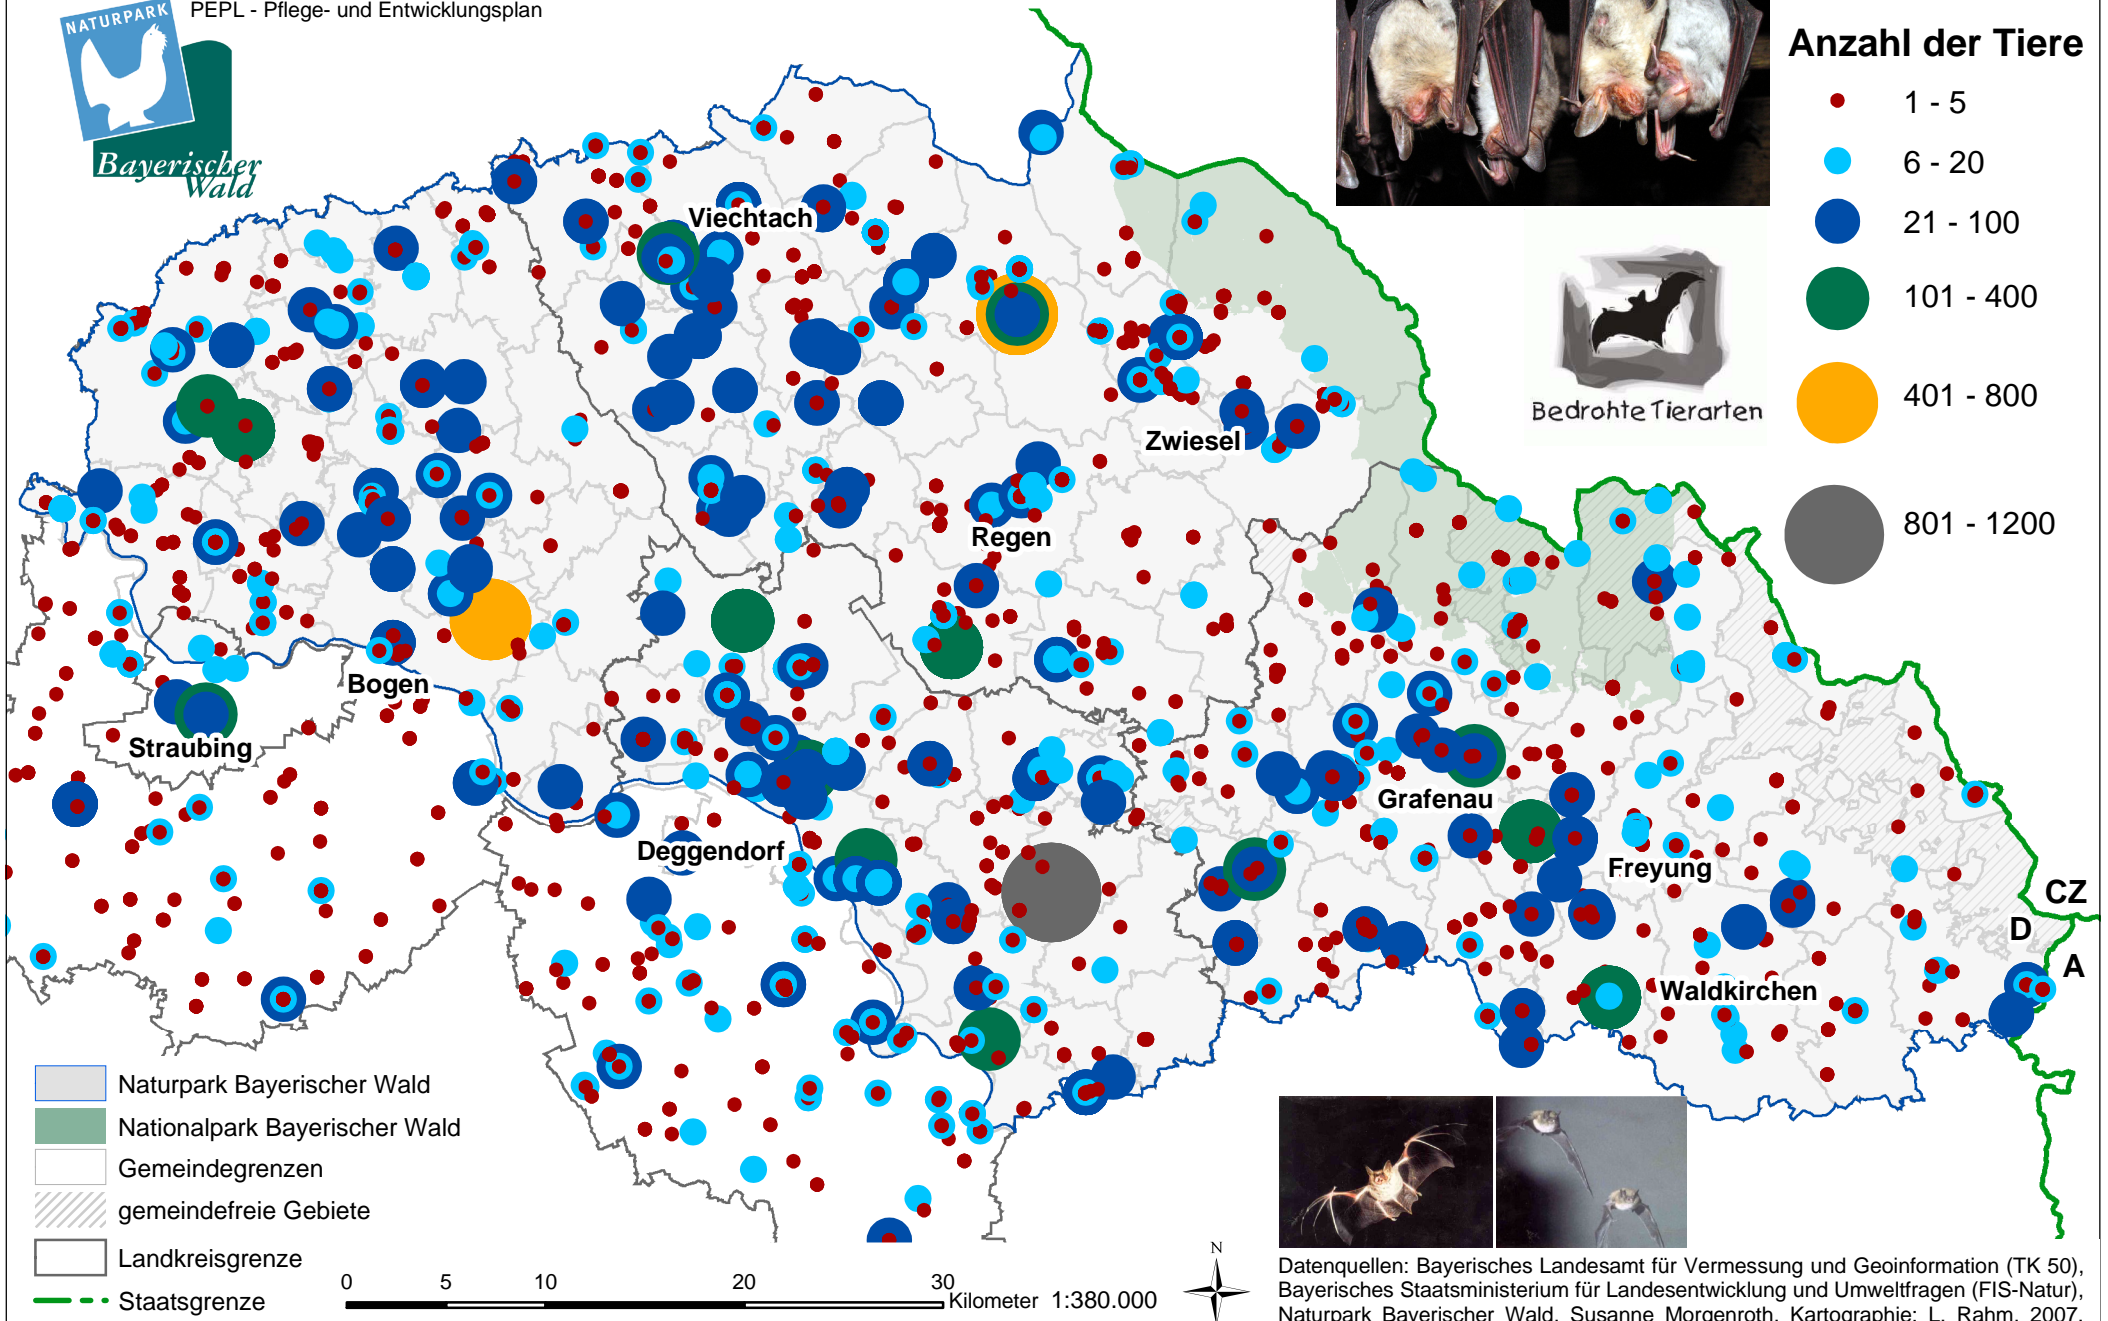 PEPL - Pflege- und Entwicklungsplan
NATURPARK
Bayerischer
Wald
Anzahl der Tiere
1 - 5
6 - 20
21 - 100
101 - 400
401 - 800
801 - 1200
Bedrohte Tierarten
Viechtach
Zwiesel
Regen
Bogen
Straubing
Deggendorf
Grafenau
Freyung
Waldkirchen
CZ
D
A
Naturpark Bayerischer Wald
Nationalpark Bayerischer Wald
Gemeindegrenzen
gemeindefreie Gebiete
Landkreisgrenze
Staatsgrenze
0 5 10 20 30
Kilometer 1:380.000
N
Datenquellen: Bayerisches Landesamt für Vermessung und Geoinformation (TK 50),
Bayerisches Staatsministerium für Landesentwicklung und Umweltfragen (FIS-Natur),
Naturpark Bayerischer Wald, Susanne Morgenroth, Kartographie: L. Rahm, 2007.